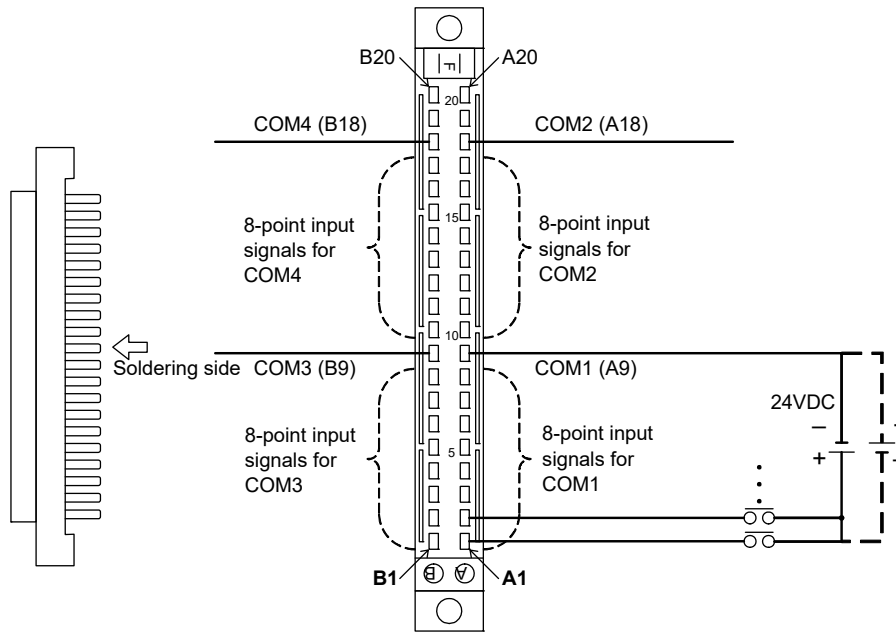 B20
A20
F
20
COM4 (B18)
COM2 (A18)
15
8-point input
signals for
COM4
8-point input
signals for
COM2
10
Soldering side
COM3 (B9)
COM1 (A9)
24VDC
–
+
8-point input
signals for
COM3
5
8-point input
signals for
COM1
B1
B
A
A1